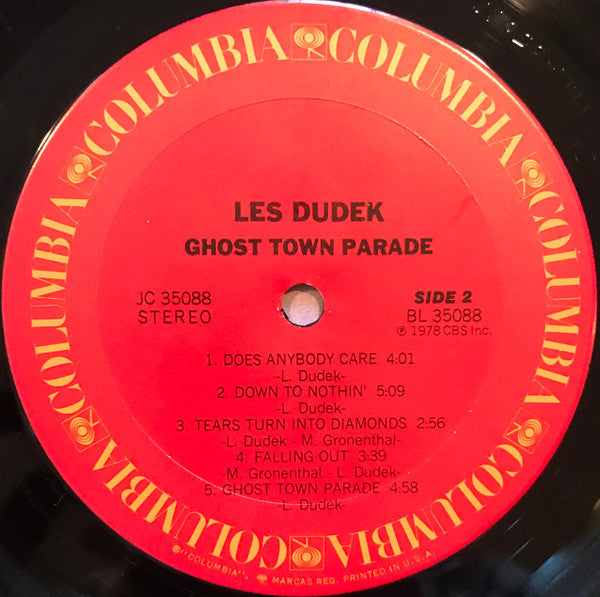 COLUMBIA COLUMBIA COLUMBIA COLUMBIA COLUMBIA COLUMBIA
LES DUDEK
GHOST TOWN PARADE
JC 35088
STEREO
SIDE 2
BL 35088
℗ 1978 CBS Inc.
1. DOES ANYBODY CARE 4:01
-L. Dudek-
2. DOWN TO NOTHIN' 5:09
-L. Dudek-
3. TEARS TURN INTO DIAMONDS 2:56
-L. Dudek - M. Gronenthal-
4. FALLING OUT 3:39
-M. Gronenthal - L. Dudek-
5. GHOST TOWN PARADE 4:58
-L. Dudek-
"COLUMBIA", MARCAS REG. PRINTED IN U.S.A.